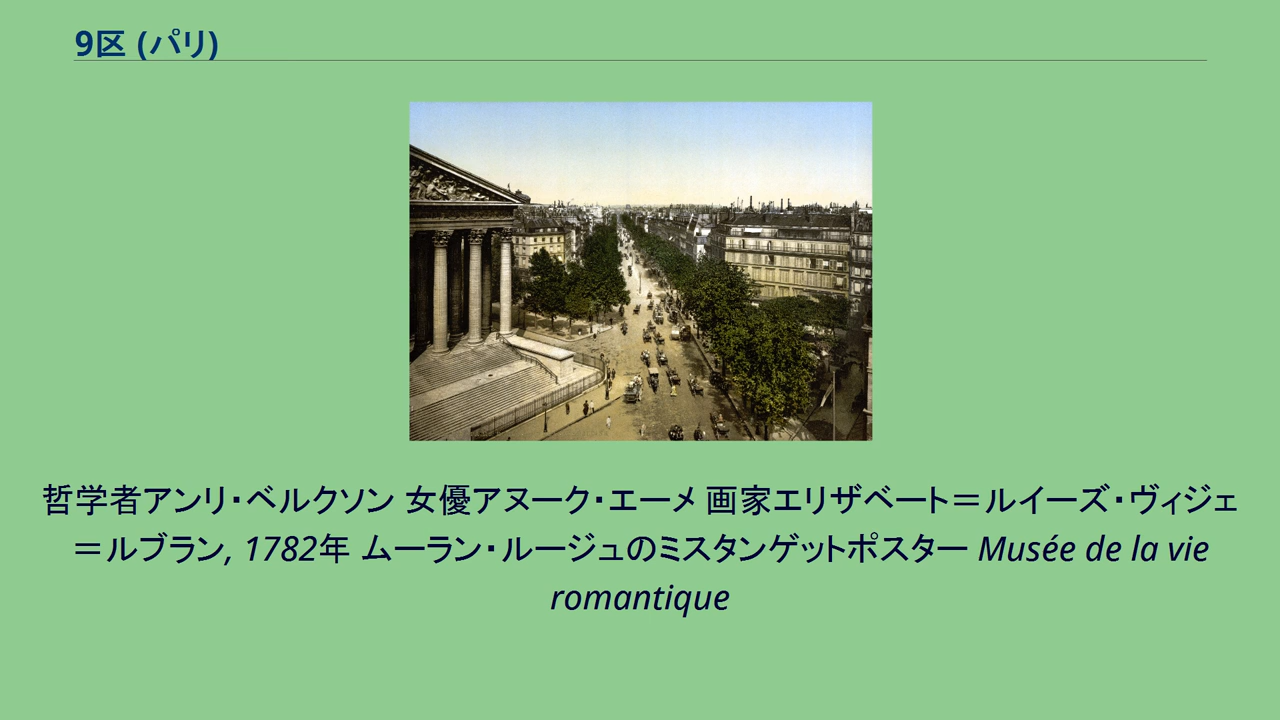 9区 (パリ)
哲学者アンリ・ベルクソン 女優アヌーク・エーメ 画家エリザベート＝ルイーズ・ヴィジェ
＝ルブラン, 1782年 ムーラン・ルージュのミスタンゲットポスター Musée de la vie
romantique